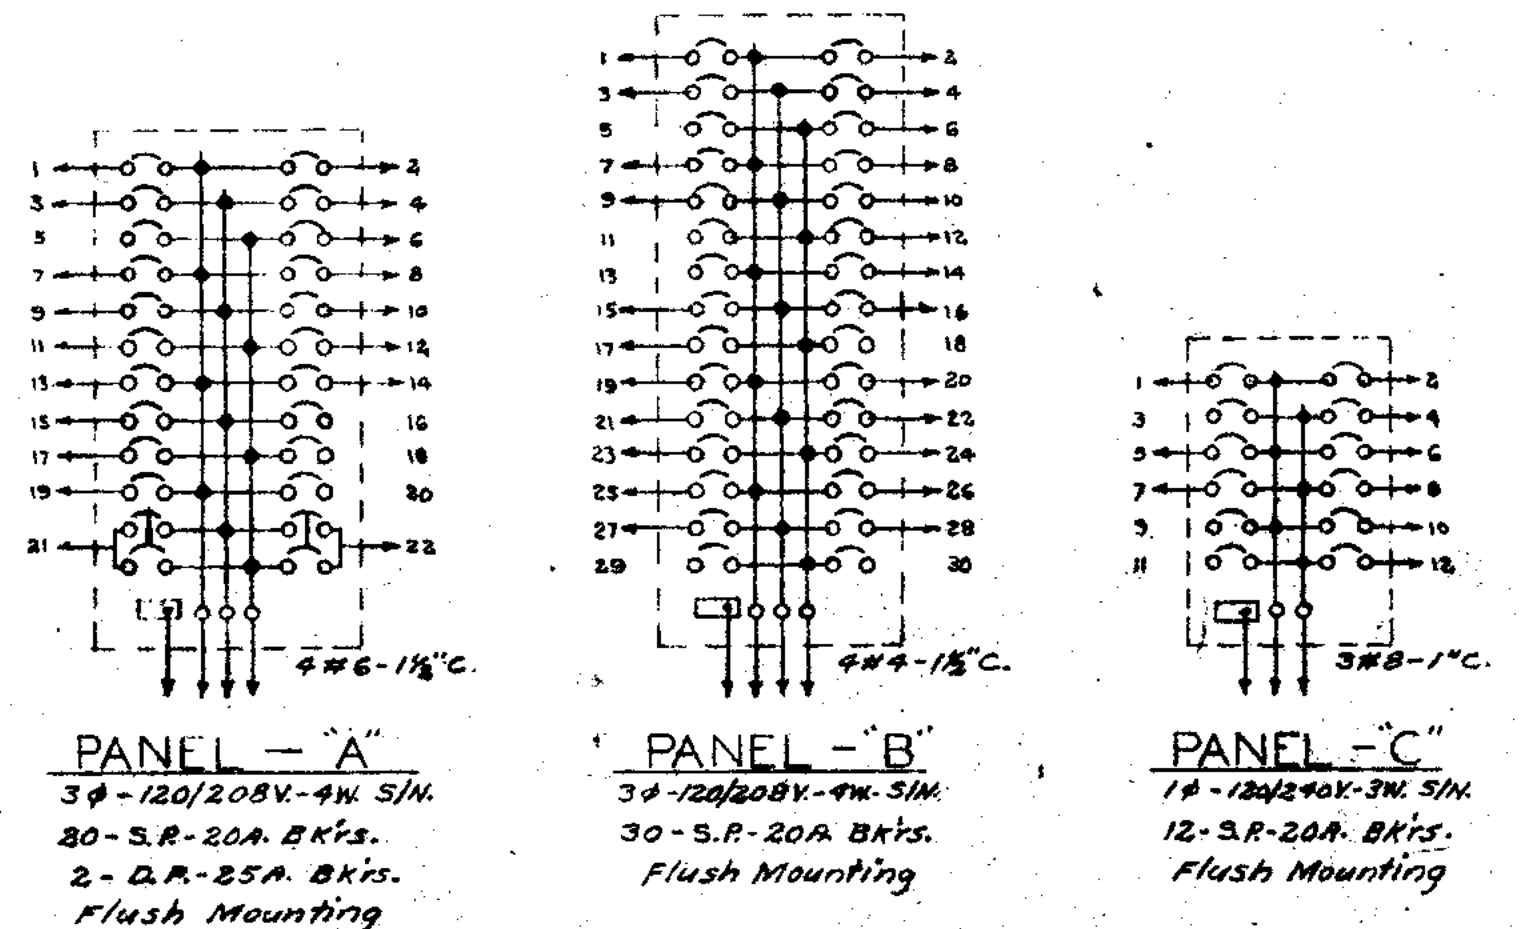 1 2
3 4
5 6
7 8
9 10
11 12
13 14
15 16
17 18
19 20
21 22
4#6-1½"C.
PANEL - "A"
3ϕ-120/208V.-4W. S/N.
20-S.P.-20A. Bkrs.
2-D.P.-25A. Bkrs.
Flush Mounting
1 2
3 4
5 6
7 8
9 10
11 12
13 14
15 16
17 18
19 20
21 22
23 24
25 26
27 28
29 30
4#4-1½"C.
PANEL - "B"
3ϕ-120/208V.-4W.-S/N.
30-S.P.-20A. Bkrs.
Flush Mounting
1 2
3 4
5 6
7 8
9 10
11 12
3#8-1"C.
PANEL - "C"
1ϕ-120/240V.-3W. S/N.
12-S.P.-20A. Bkrs.
Flush Mounting